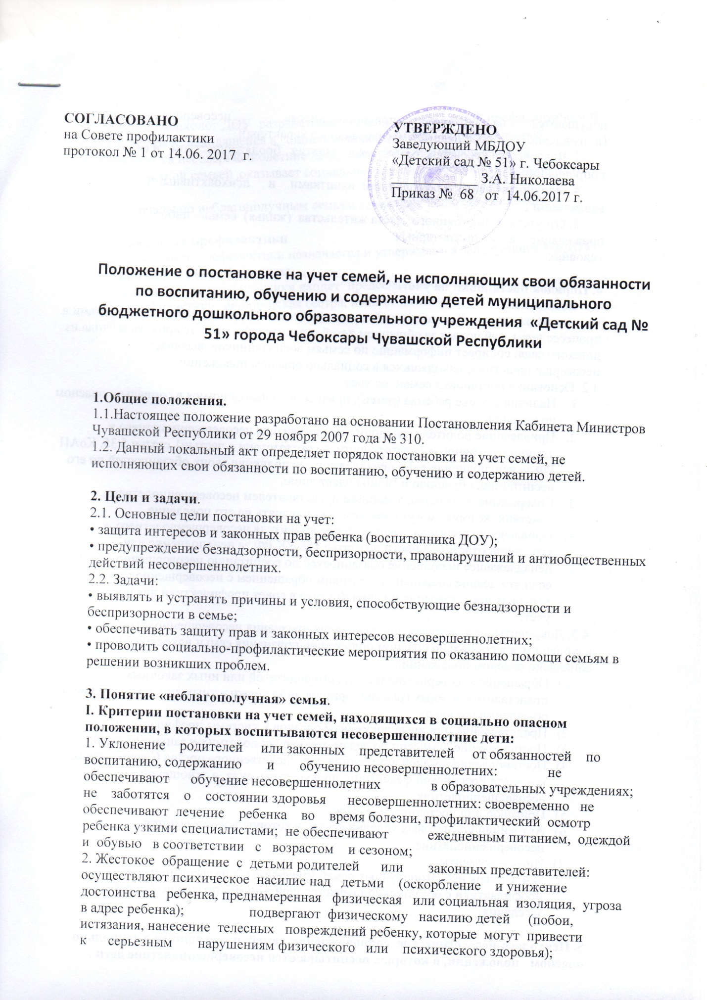 СОГЛАСОВАНО
на Совете профилактики
протокол № 1 от 14.06. 2017 г.
УТВЕРЖДЕНО
Заведующий МБДОУ
«Детский сад № 51» г. Чебоксары
____________ З.А. Николаева
Приказ № 68 от 14.06.2017 г.
Положение о постановке на учет семей, не исполняющих свои обязанности
по воспитанию, обучению и содержанию детей муниципального
бюджетного дошкольного образовательного учреждения «Детский сад №
51» города Чебоксары Чувашской Республики
1.Общие положения.
1.1.Настоящее положение разработано на основании Постановления Кабинета Министров
Чувашской Республики от 29 ноября 2007 года № 310.
1.2. Данный локальный акт определяет порядок постановки на учет семей, не
исполняющих свои обязанности по воспитанию, обучению и содержанию детей.
2. Цели и задачи.
2.1. Основные цели постановки на учет:
• защита интересов и законных прав ребенка (воспитанника ДОУ);
• предупреждение безнадзорности, беспризорности, правонарушений и антиобщественных
действий несовершеннолетних.
2.2. Задачи:
• выявлять и устранять причины и условия, способствующие безнадзорности и
беспризорности в семье;
• обеспечивать защиту прав и законных интересов несовершеннолетних;
• проводить социально-профилактические мероприятия по оказанию помощи семьям в
решении возникших проблем.
3. Понятие «неблагополучная» семья.
I. Критерии постановки на учет семей, находящихся в социально опасном
положении, в которых воспитываются несовершеннолетние дети:
1. Уклонение родителей или законных представителей от обязанностей по
воспитанию, содержанию и обучению несовершеннолетних: не
обеспечивают обучение несовершеннолетних в образовательных учреждениях;
не заботятся о состоянии здоровья несовершеннолетних: своевременно не
обеспечивают лечение ребенка во время болезни, профилактический осмотр
ребенка узкими специалистами; не обеспечивают ежедневным питанием, одеждой
и обувью в соответствии с возрастом и сезоном;
2. Жестокое обращение с детьми родителей или законных представителей:
осуществляют психическое насилие над детьми (оскорбление и унижение
достоинства ребенка, преднамеренная физическая или социальная изоляция, угроза
в адрес ребенка); подвергают физическому насилию детей (побои,
истязания, нанесение телесных повреждений ребенку, которые могут привести
к серьезным нарушениям физического или психического здоровья);